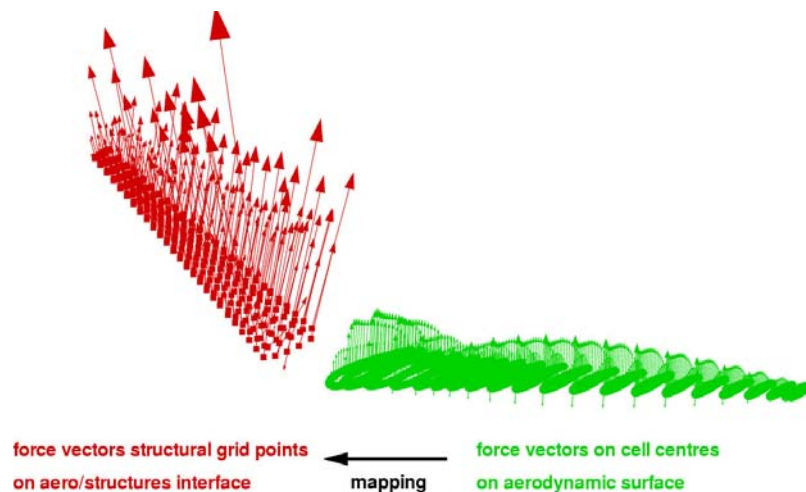 force vectors structural grid points
on aero/structures interface
mapping
force vectors on cell centres
on aerodynamic surface